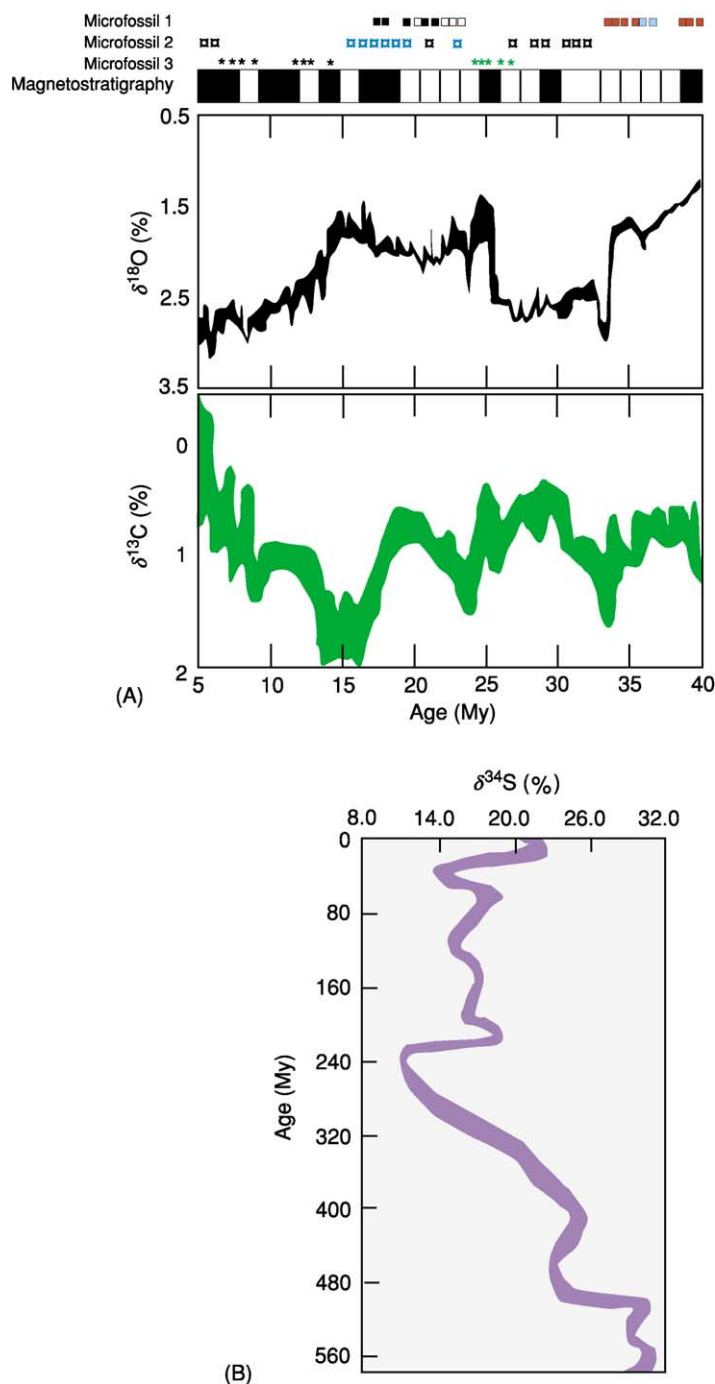 Microfossil 1
Microfossil 2
Microfossil 3
Magnetostratigraphy
0.5
1.5
2.5
3.5
δ18O (%)
0
1
2
δ13C (%)
5 10 15 20 25 30 35 40
Age (My)
(A)
δ34S (%)
8.0 14.0 20.0 26.0 32.0
0
80
160
240
320
400
480
560
Age (My)
(B)